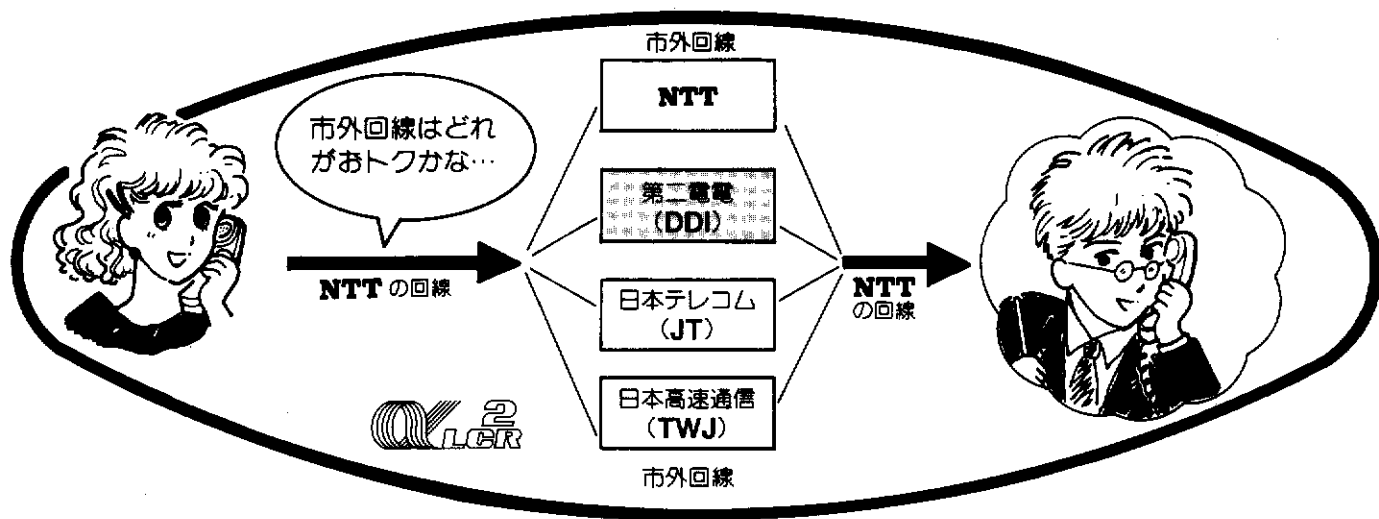 市外回線
NTT
市外回線はどれ
がおトクかな…
第二電電
(DDI)
NTT の回線
日本テレコム
(JT)
NTT
の回線
日本高速通信
(TWJ)
α LCR 2
市外回線